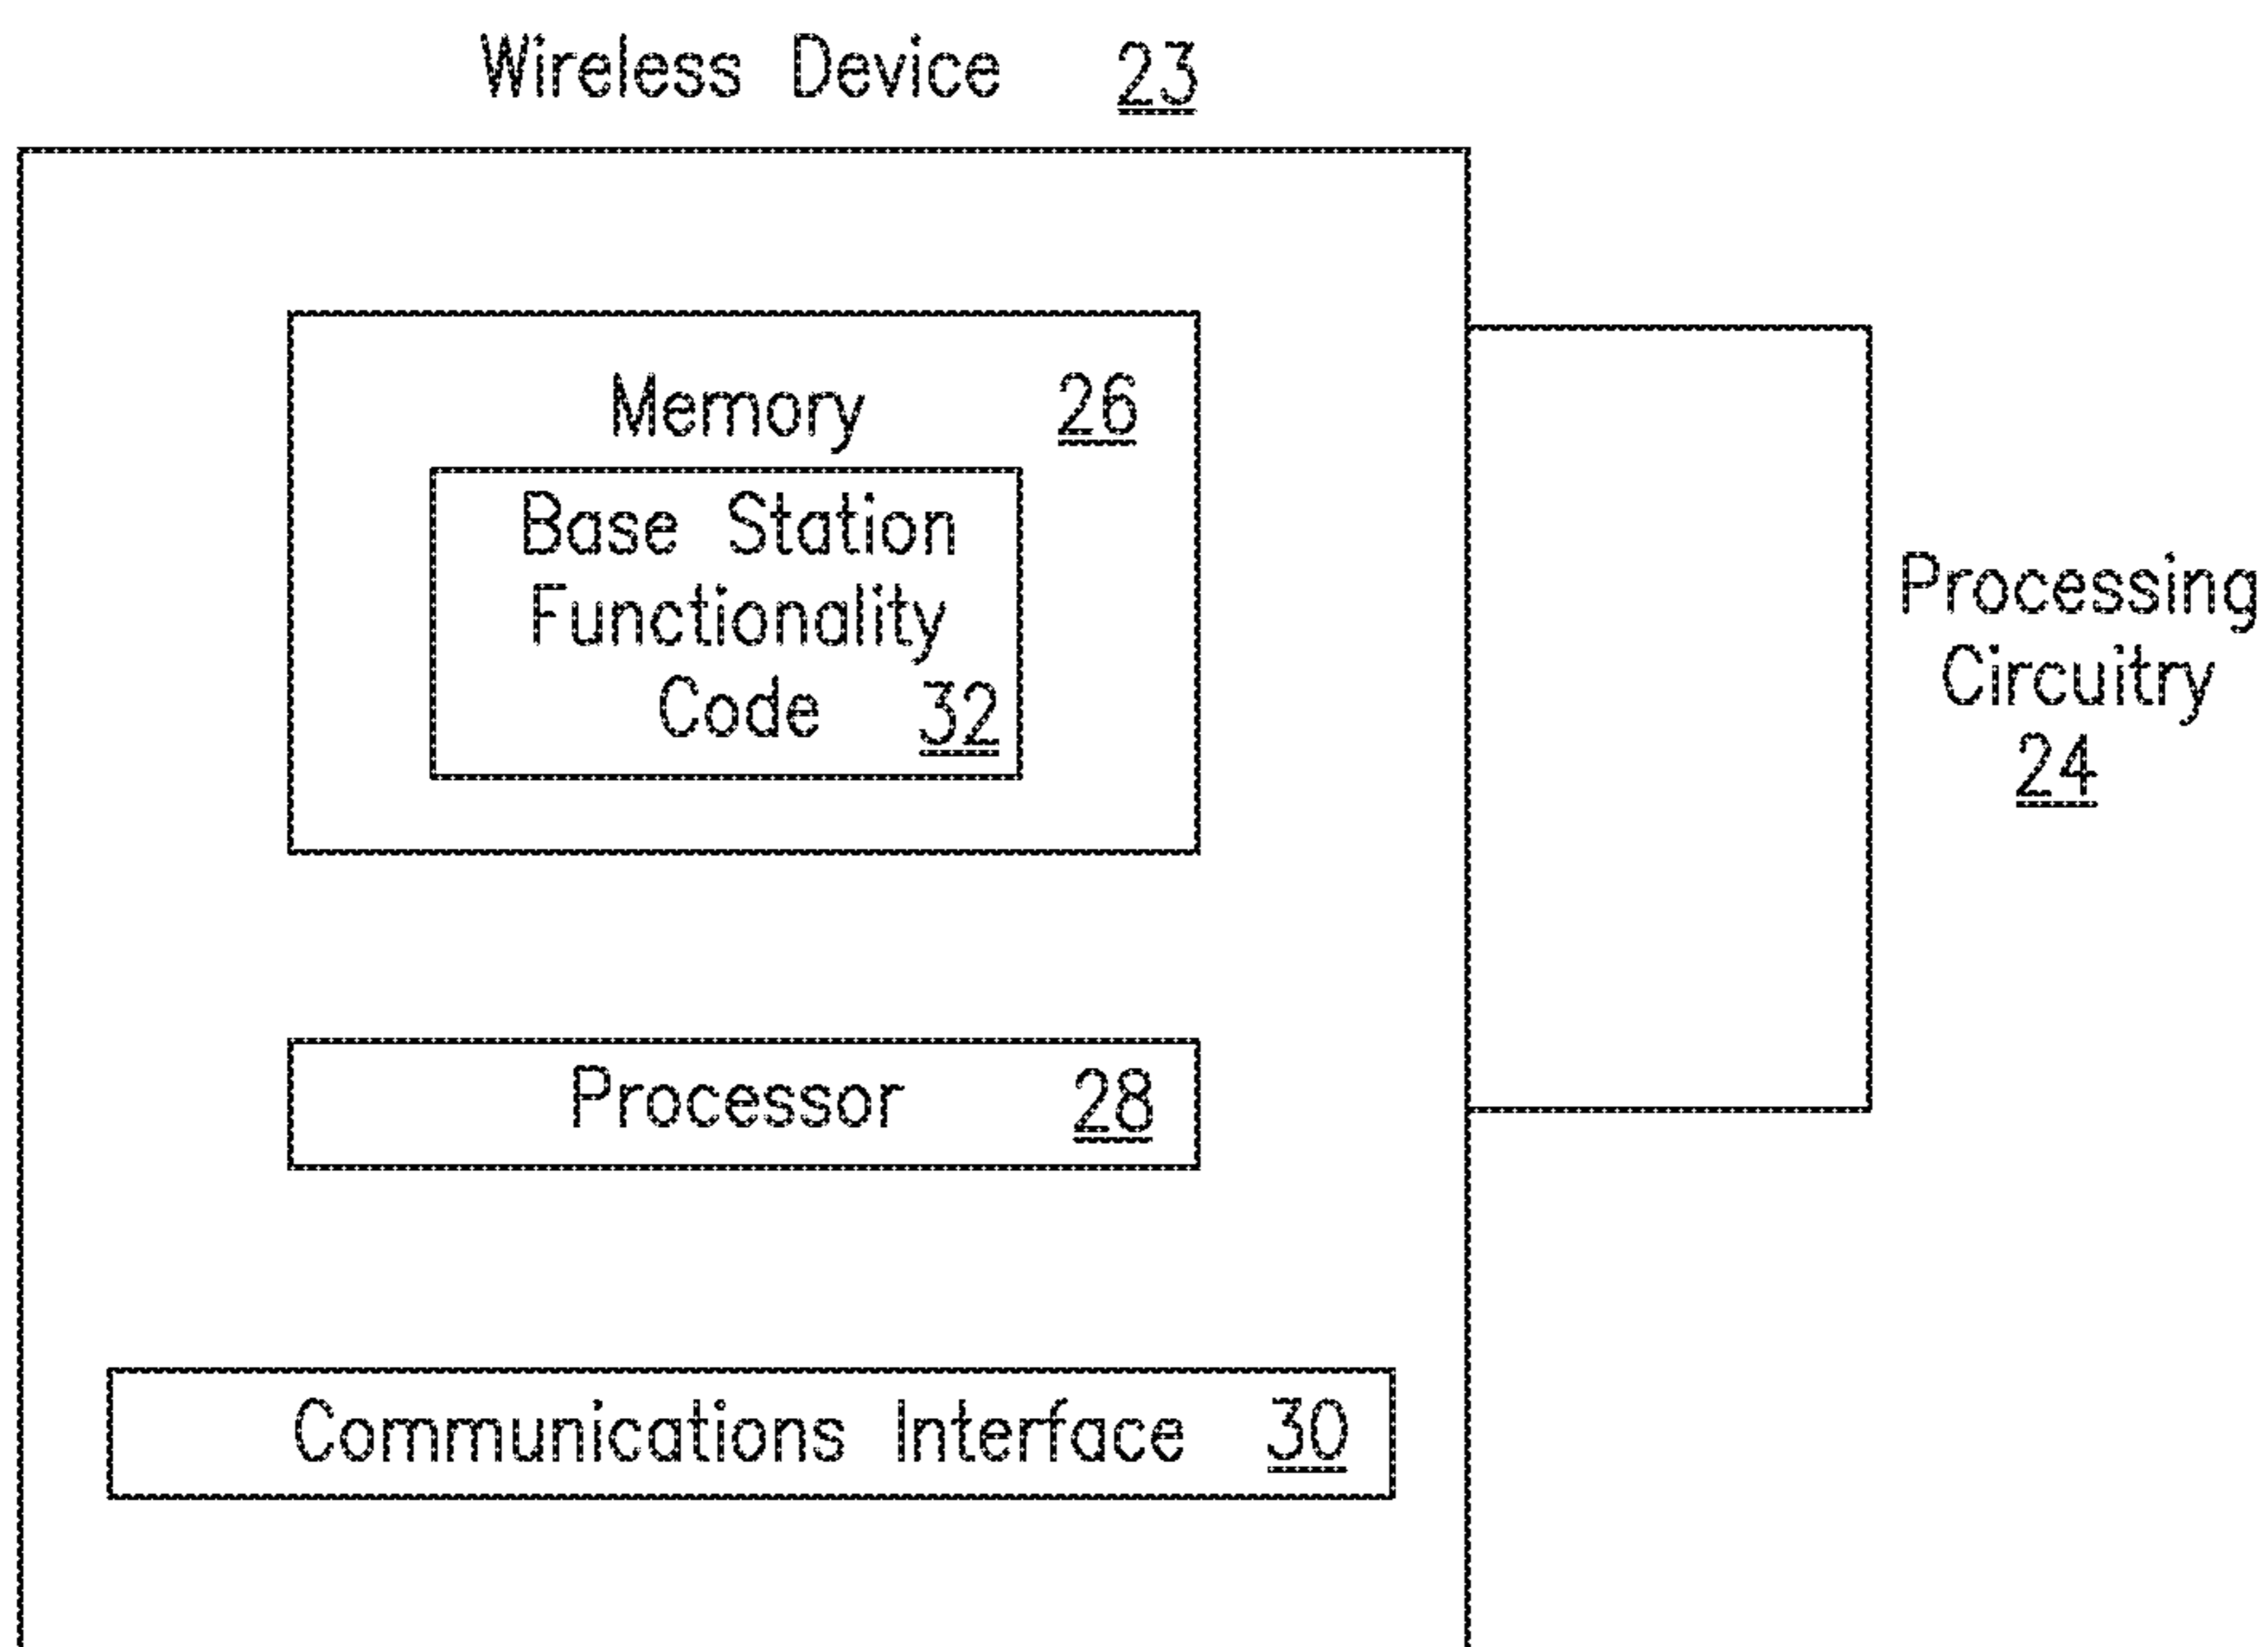 Wireless Device 23
Memory 26
Base Station
Functionality
Code 32
Processor 28
Communications Interface 30
Processing
Circuitry
24